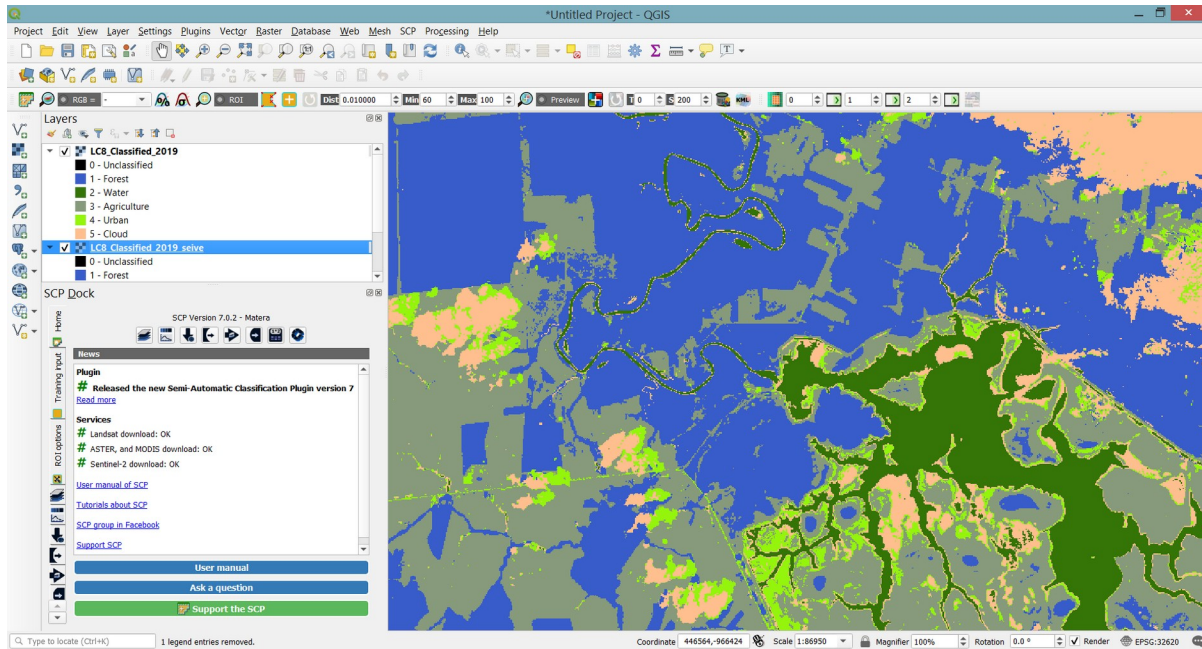 *Untitled Project - QGIS
Project Edit View Layer Settings Plugins Vector Raster Database Web Mesh SCP Processing Help
RGB = - ROI Dist 0.010000 Min 60 Max 100 Preview T 0 S 200 KML 0 1 2
Layers
LC8_Classified_2019
0 - Unclassified
1 - Forest
2 - Water
3 - Agriculture
4 - Urban
5 - Cloud
LC8_Classified_2019_seive
0 - Unclassified
1 - Forest
SCP Dock
Home
Training input
ROI options
SCP Version 7.0.2 - Matera
News
Plugin
# Released the new Semi-Automatic Classification Plugin version 7
Read more
Services
# Landsat download: OK
# ASTER, and MODIS download: OK
# Sentinel-2 download: OK
User manual of SCP
Tutorials about SCP
SCP group in Facebook
Support SCP
User manual
Ask a question
Support the SCP
Type to locate (Ctrl+K) 1 legend entries removed. Coordinate 446564,-966424 Scale 1:86950 Magnifier 100% Rotation 0.0 ° Render EPSG:32620